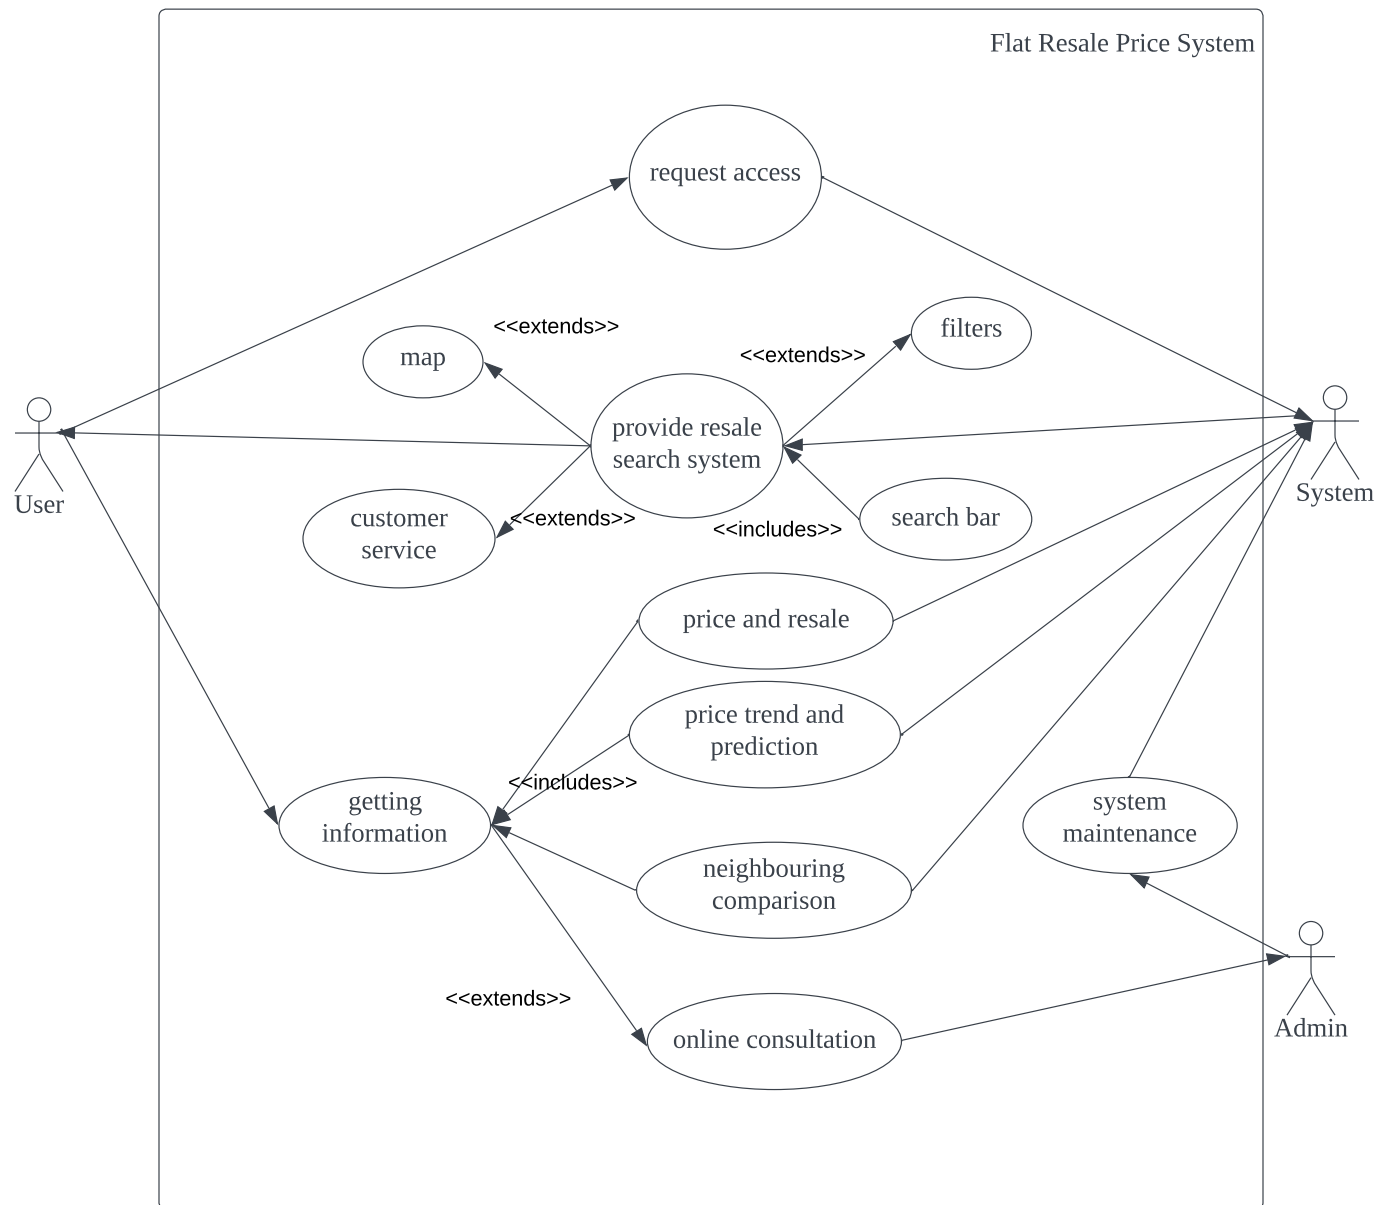 Flat Resale Price System
request access
<<extends>>
filters
map
<<extends>>
provide resale
search system
User
System
customer
service
<<extends>>
<<includes>>
search bar
price and resale
price trend and
prediction
<<includes>>
getting
information
system
maintenance
neighbouring
comparison
<<extends>>
online consultation
Admin